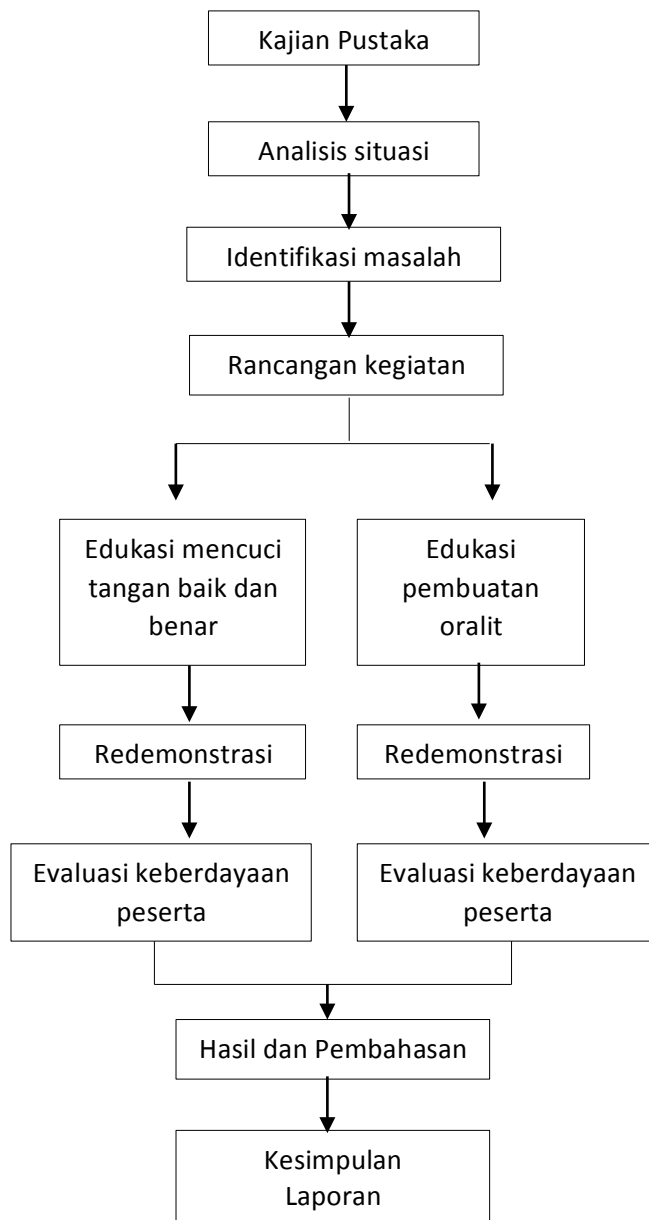 Kajian Pustaka
Analisis situasi
Identifikasi masalah
Rancangan kegiatan
Edukasi mencuci
tangan baik dan
benar
Edukasi
pembuatan
oralit
Redemonstrasi
Redemonstrasi
Evaluasi keberdayaan
peserta
Evaluasi keberdayaan
peserta
Hasil dan Pembahasan
Kesimpulan
Laporan